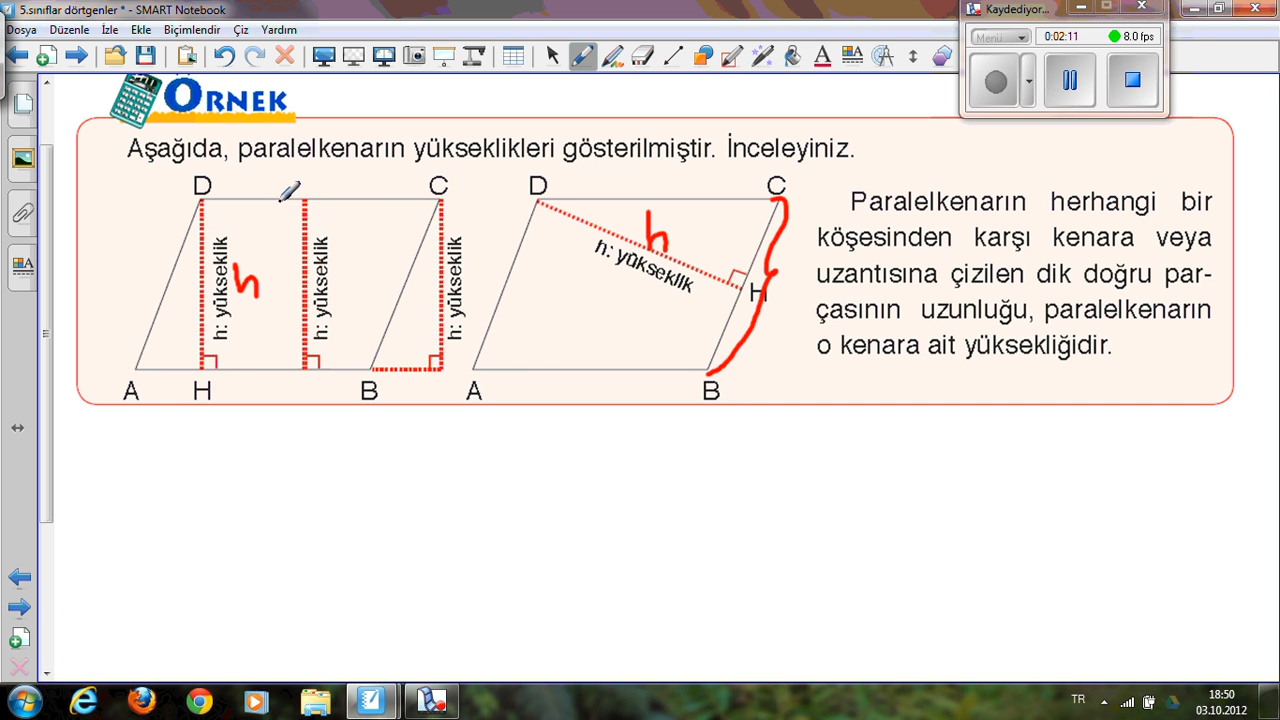 5.sınıflar dörtgenler * - SMART Notebook
Kaydediyor...
Dosya Düzenle İzle Ekle Biçimlendir Çiz Yardım
Menü 0:02:11 8.0 fps
ÖRNEK
Aşağıda, paralelkenarın yükseklikleri gösterilmiştir. İnceleyiniz.
D C D C
h: yükseklik
h
h: yükseklik
h: yükseklik
h
h: yükseklik
H
A H B A B
Paralelkenarın herhangi bir
köşesinden karşı kenara veya
uzantısına çizilen dik doğru par-
çasının uzunluğu, paralelkenarın
o kenara ait yüksekliğidir.
TR 18:50
03.10.2012